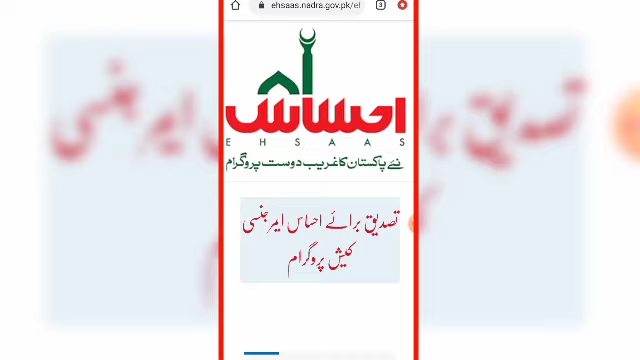 ehsaas.nadra.gov.pk/el
3
احساس
EHSAAS
نئے پاکستان کا غریب دوست پروگرام
تصدیق برائے احساس ایمرجنسی
کیش پروگرام